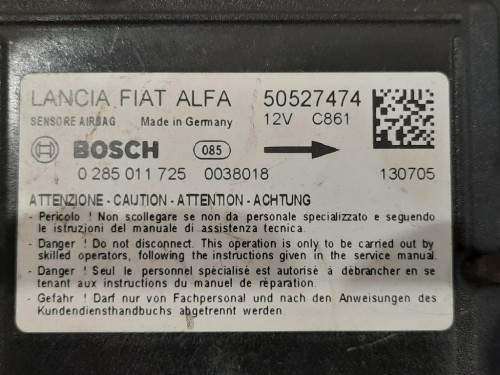 LANCIA FIAT ALFA 50527474
SENSORE AIRBAG Made in Germany 12V C861
BOSCH 085
0 285 011 725 0038018 130705
ATTENZIONE - CAUTION - ATTENTION - ACHTUNG
- Pericolo ! Non scollegare se non da personale specializzato e seguendo
le istruzioni del manuale di assistenza tecnica.
- Danger ! Do not disconnect. This operation is only to be carried out by
skilled operators, following the instructions given in the service manual.
- Danger ! Seul le personnel spécialisé est autorisé à débrancher en se
tenant aux instructions du manuel de réparation.
- Gefahr ! Darf nur von Fachpersonal und nach den Anweisungen des
Kundendiensthandbuchs abgetrennt werden